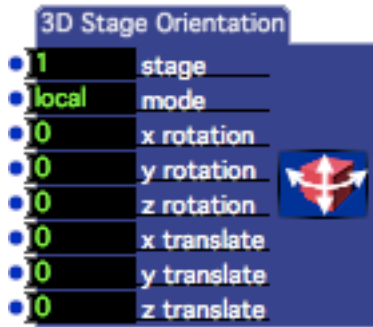 3D Stage Orientation
1 stage
local mode
0 x rotation
0 y rotation
0 z rotation
0 x translate
0 y translate
0 z translate